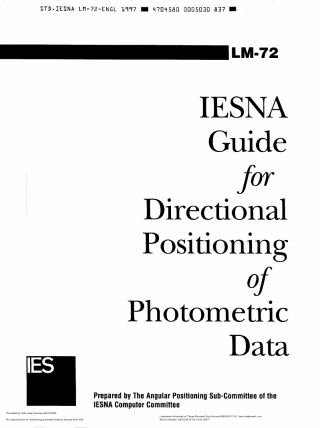 STD.IESNA LM-72-ENGL 1997 ■ 4704580 0005030 837 ■
LM-72
IESNA
Guide
for
Directional
Positioning
of
Photometric
Data
IES
Prepared by The Angular Positioning Sub-Committee of the
IESNA Computer Committee